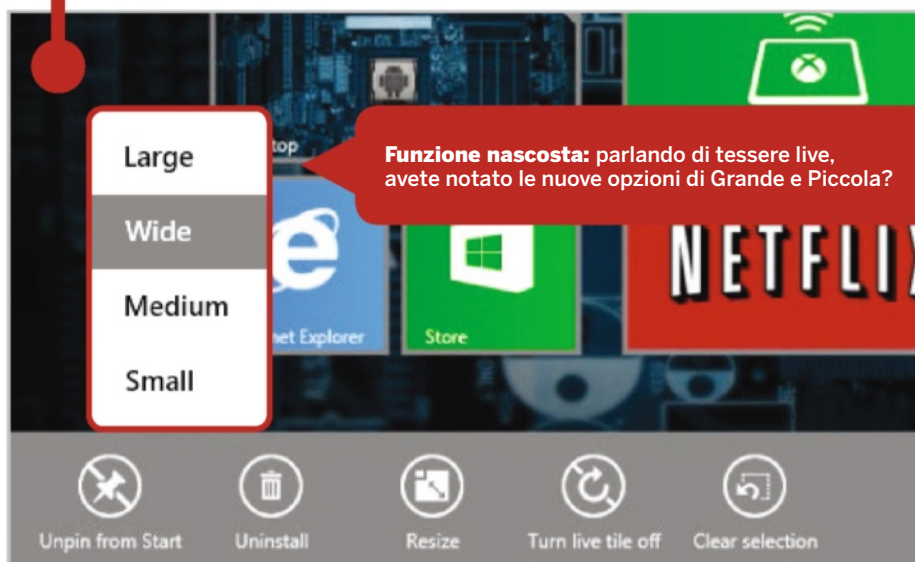 top
Funzione nascosta: parlando di tessere live,
avete notato le nuove opzioni di Grande e Piccola?
Large
Wide
Medium
Small
net Explorer
Store
NETFLI
Unpin from Start
Uninstall
Resize
Turn live tile off
Clear selection